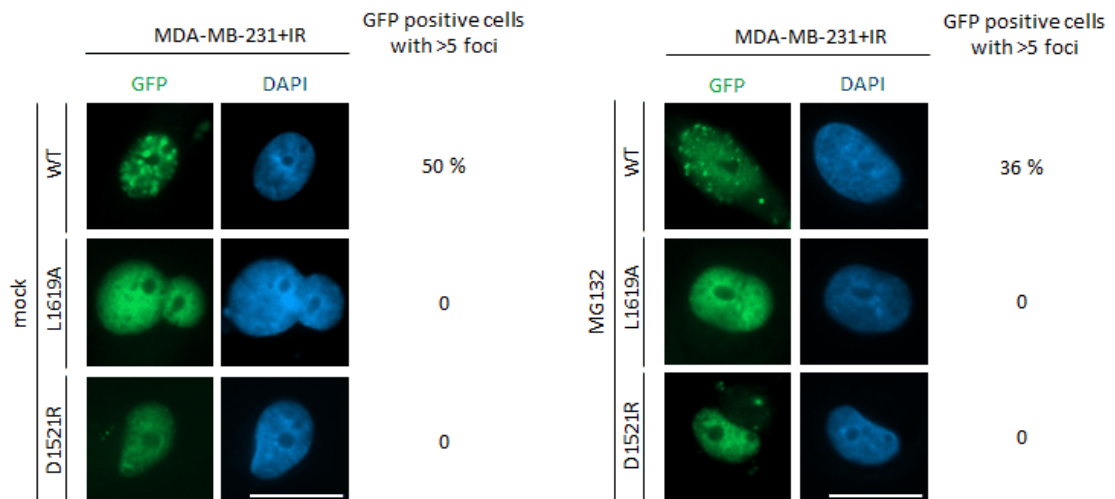 MDA-MB-231+IR
GFP positive cells
with >5 foci
GFP
DAPI
mock
WT
50 %
L1619A
0
D1521R
0
MDA-MB-231+IR
GFP positive cells
with >5 foci
GFP
DAPI
MG132
WT
36 %
L1619A
0
D1521R
0